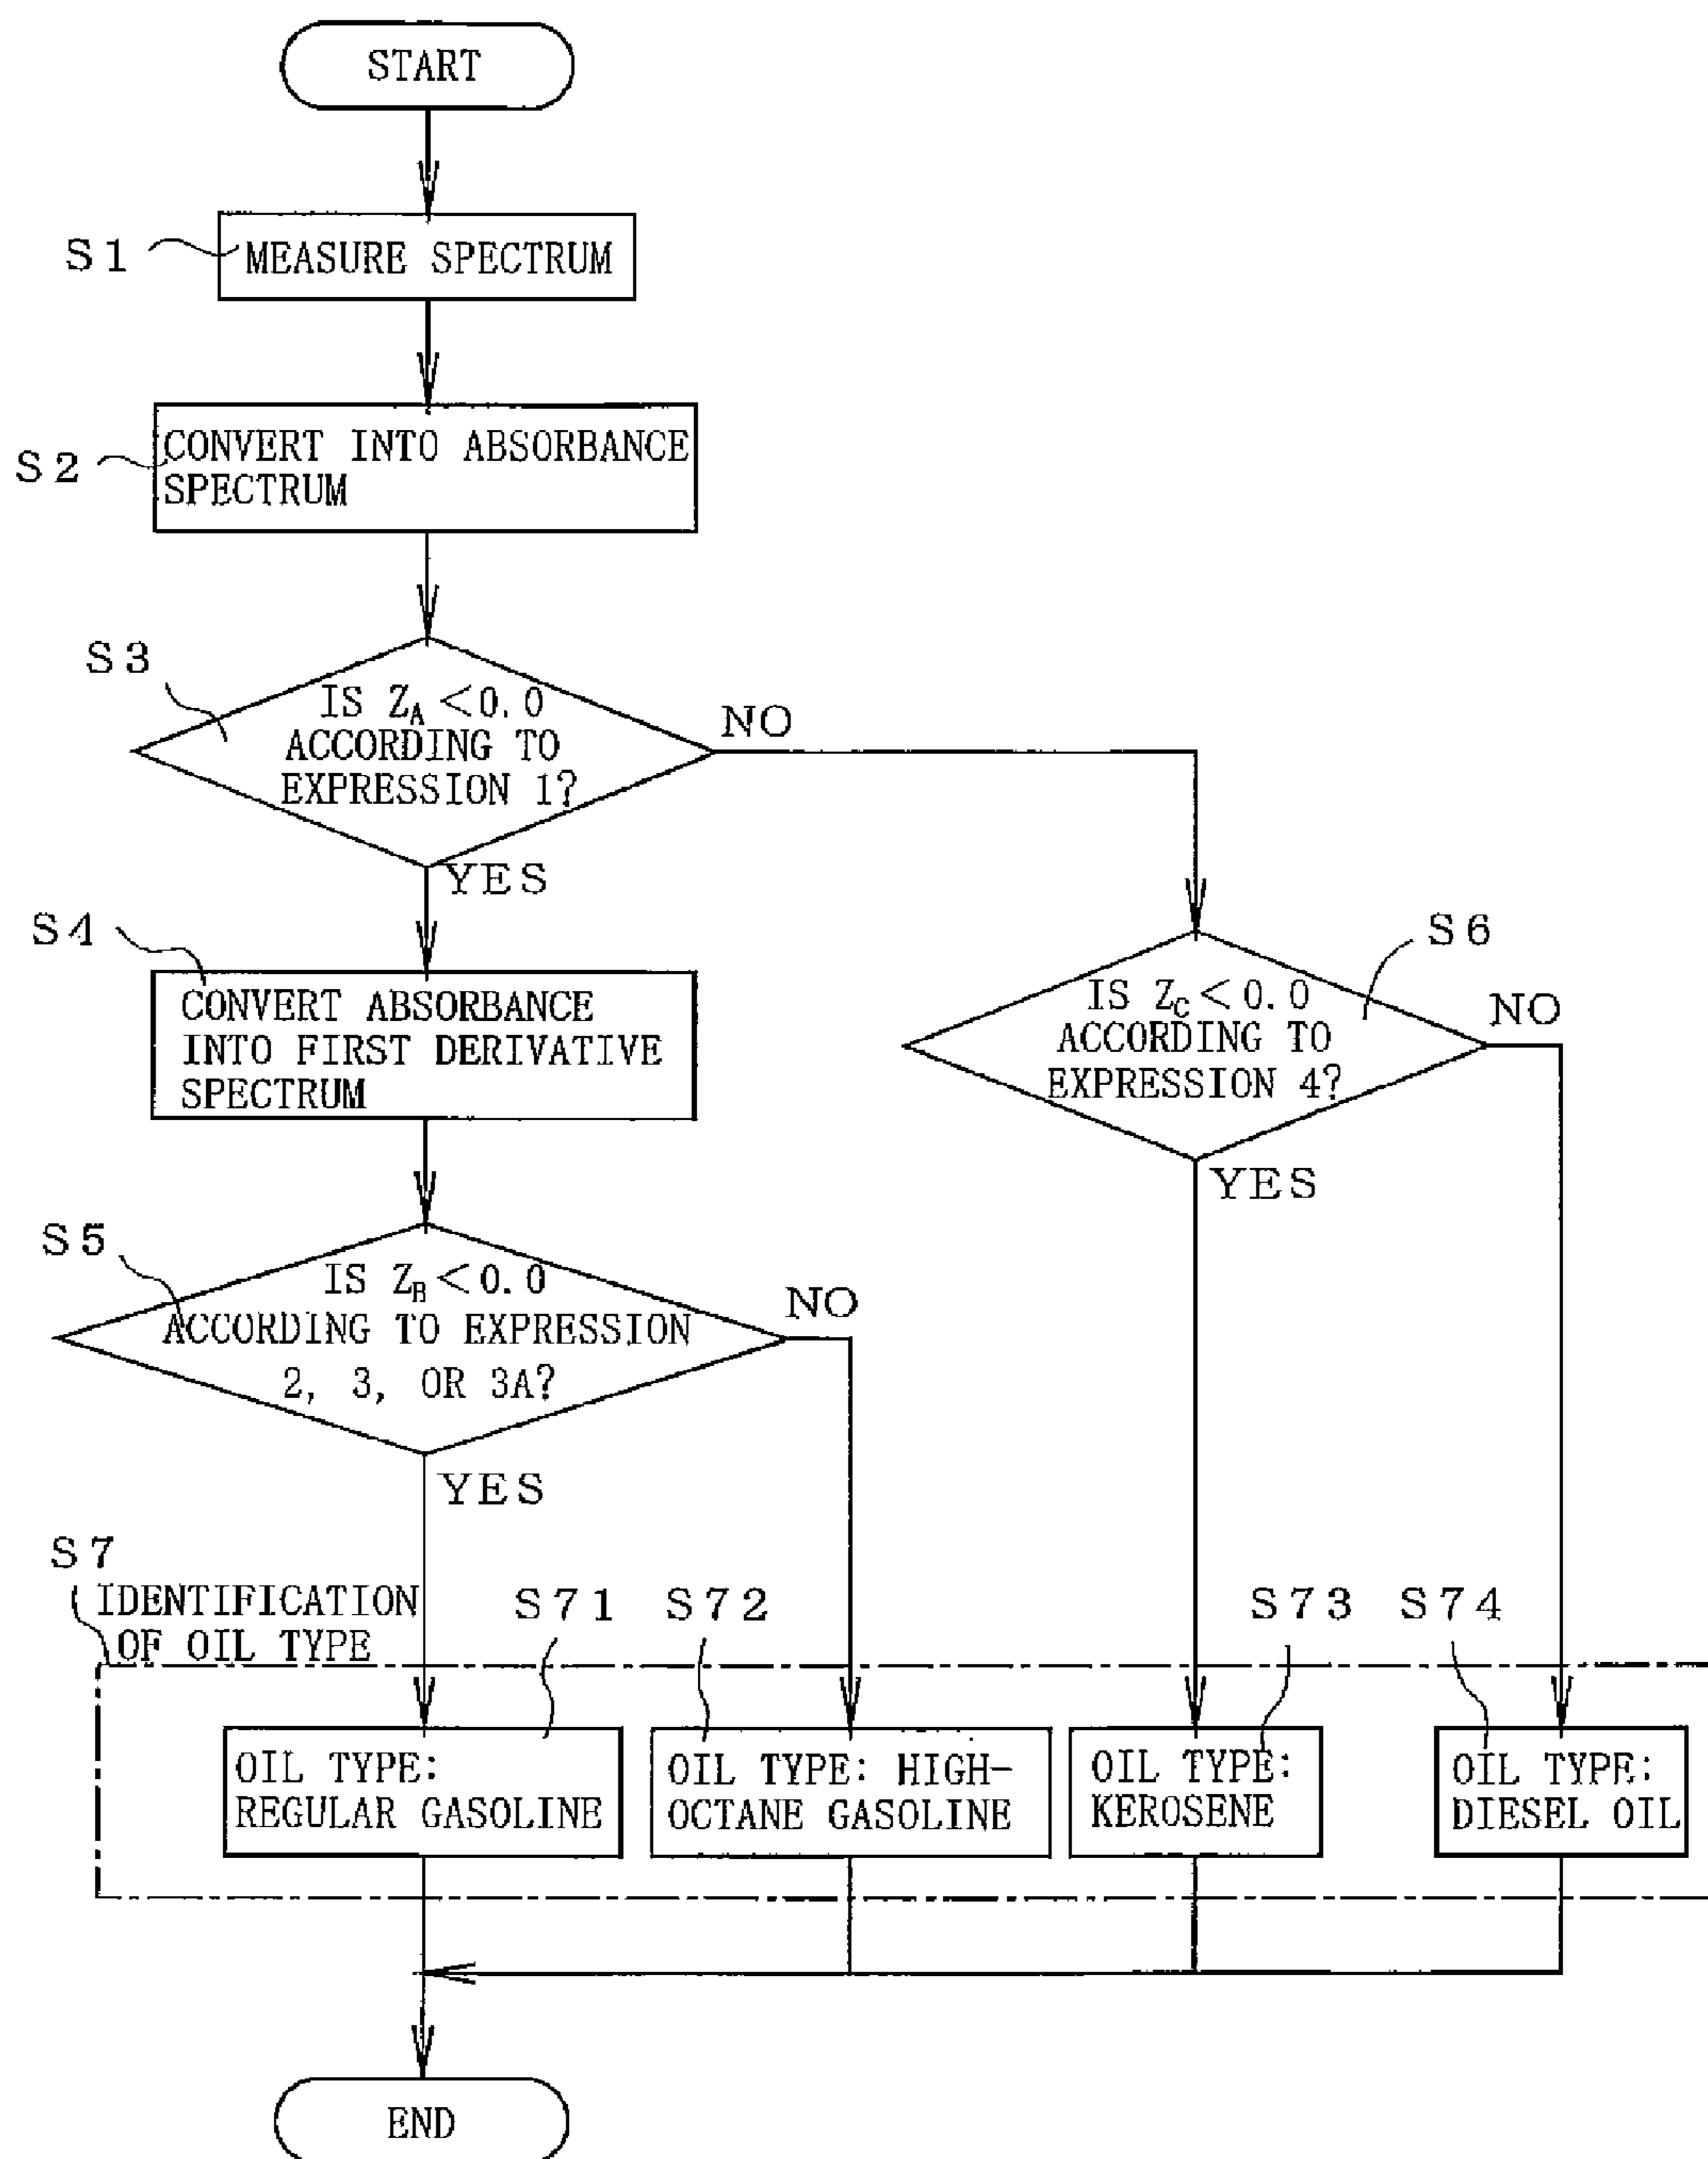 START
S1
MEASURE SPECTRUM
S2
CONVERT INTO ABSORBANCE
SPECTRUM
S3
IS Z_A <0.0
ACCORDING TO
EXPRESSION 1?
NO
YES
S4
CONVERT ABSORBANCE
INTO FIRST DERIVATIVE
SPECTRUM
S6
IS Z_C <0.0
ACCORDING TO
EXPRESSION 4?
NO
YES
S5
IS Z_B <0.0
ACCORDING TO EXPRESSION
2, 3, OR 3A?
NO
YES
S7
IDENTIFICATION
OF OIL TYPE
S71
S72
S73
S74
OIL TYPE:
REGULAR GASOLINE
OIL TYPE: HIGH-
OCTANE GASOLINE
OIL TYPE:
KEROSENE
OIL TYPE:
DIESEL OIL
END